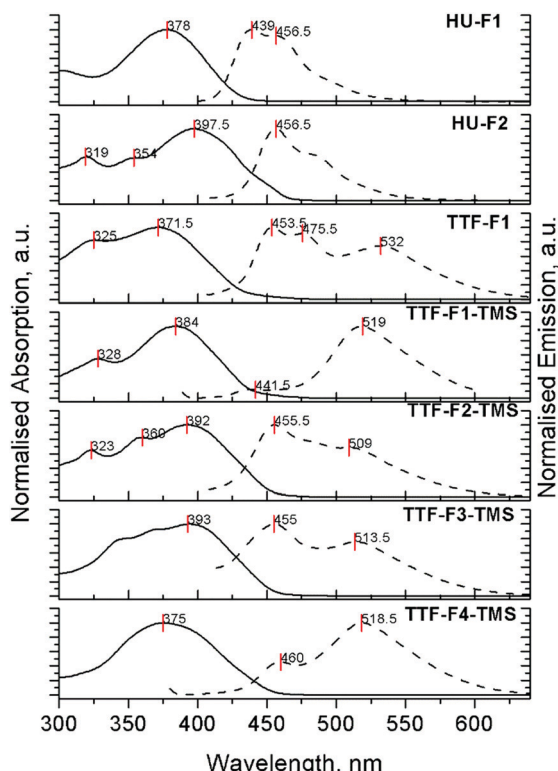 378 439 456.5 HU-F1
319 354 397.5 456.5 HU-F2
325 371.5 453.5 475.5 532 TTF-F1
328 384 441.5 519 TTF-F1-TMS
323 360 392 455.5 509 TTF-F2-TMS
393 455 513.5 TTF-F3-TMS
375 460 518.5 TTF-F4-TMS
Normalised Absorption, a.u.
Normalised Emission, a.u.
300 350 400 450 500 550 600
Wavelength, nm